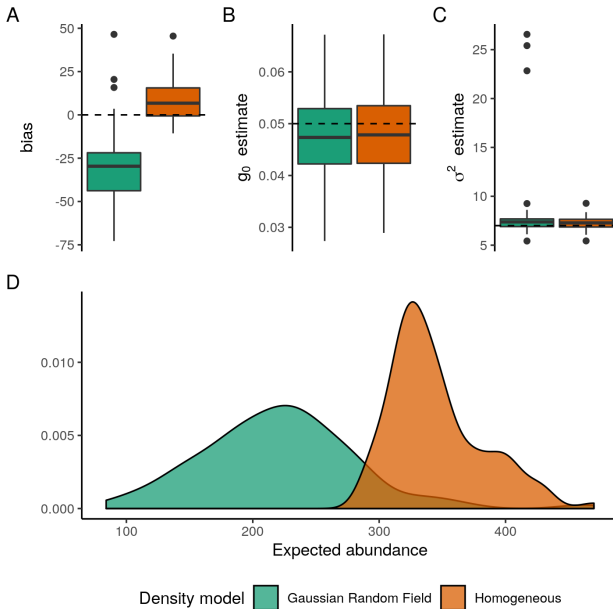 A
B
C
50
25
0
-25
-50
-75
bias
0.06
0.05
0.04
0.03
g₀ estimate
25
20
15
10
5
σ² estimate
D
0.010
0.005
0.000
100 200 300 400
Expected abundance
Density model Gaussian Random Field Homogeneous